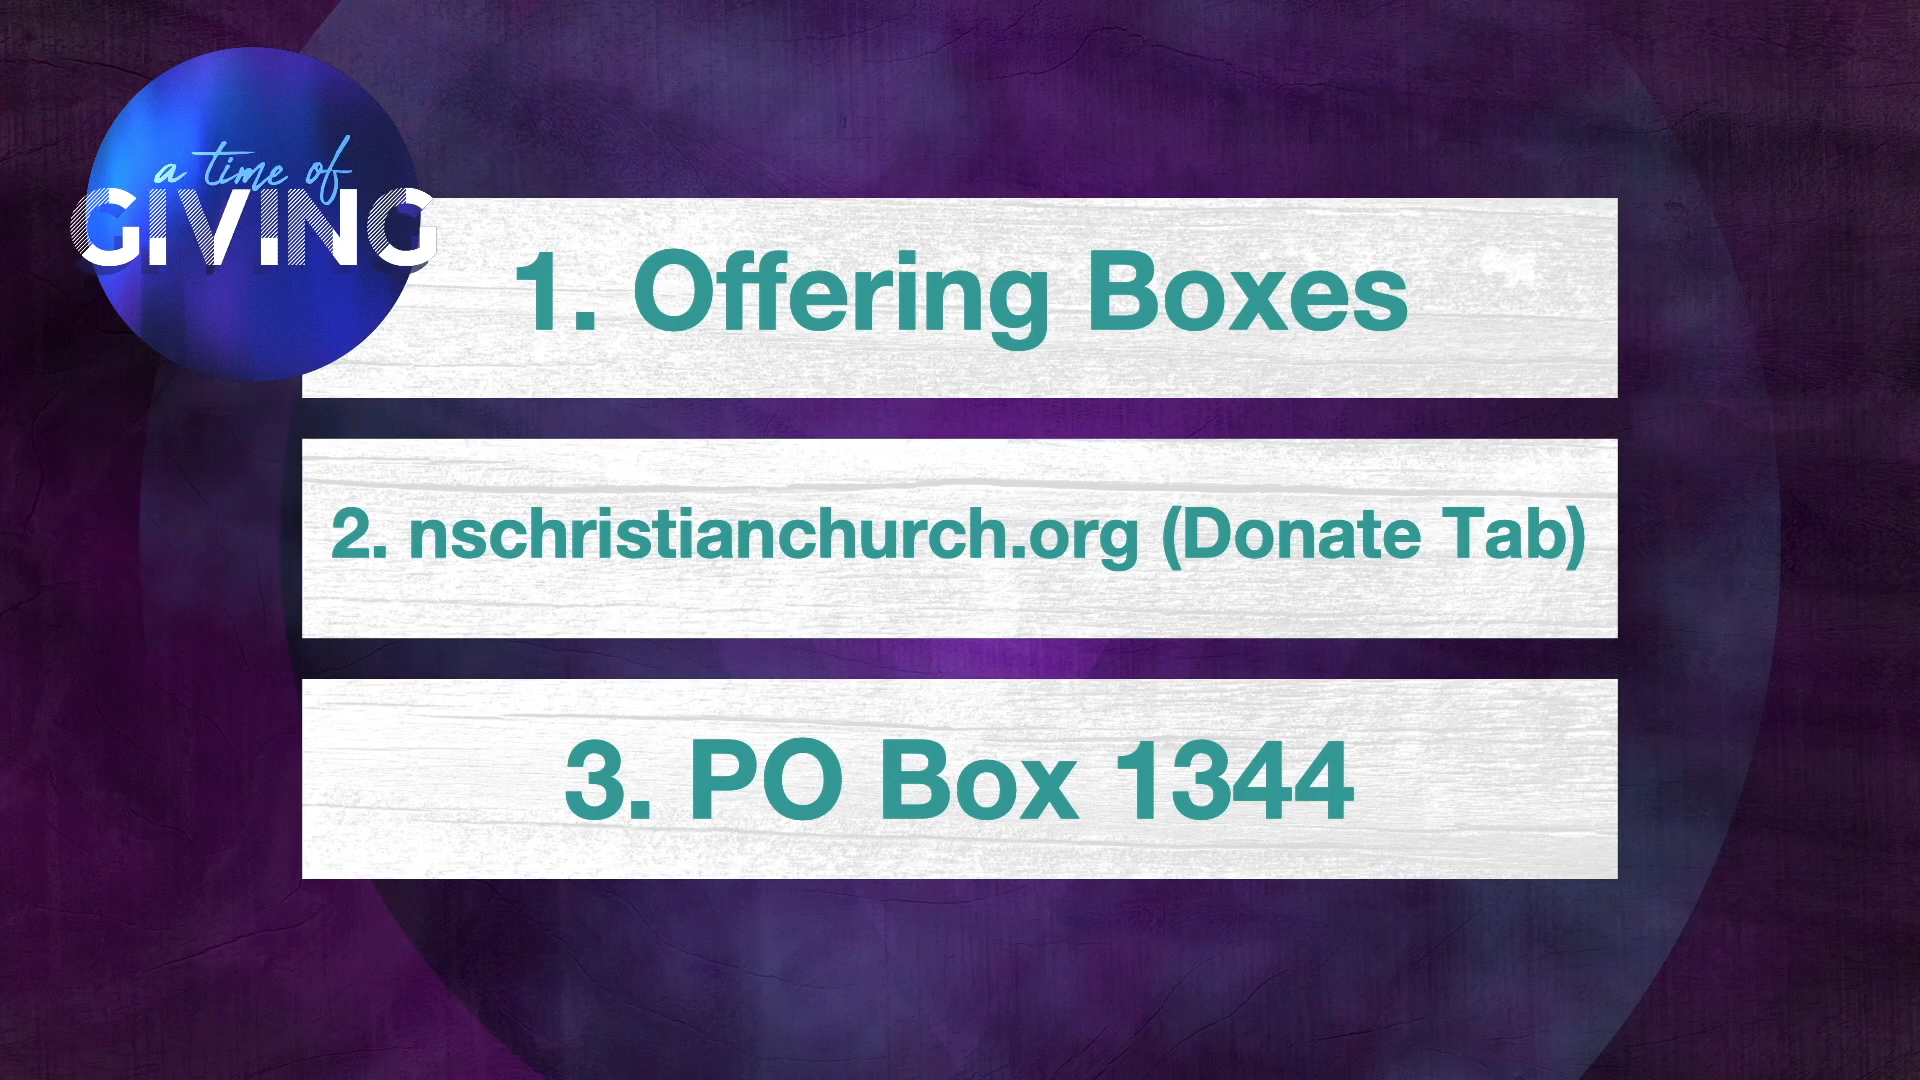 a time of
GIVING
1. Offering Boxes
2. nschristianchurch.org (Donate Tab)
3. PO Box 1344